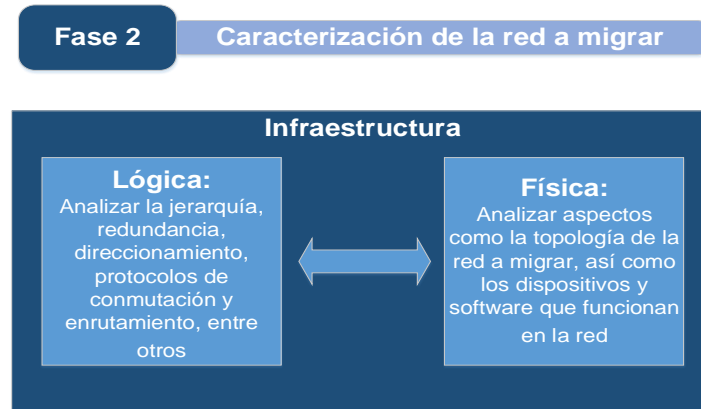 Fase 2
Caracterización de la red a migrar
Infraestructura
Lógica:
Analizar la jerarquía,
redundancia,
direccionamiento,
protocolos de
conmutación y
enrutamiento, entre
otros
Física:
Analizar aspectos
como la topología de la
red a migrar, así como
los dispositivos y
software que funcionan
en la red